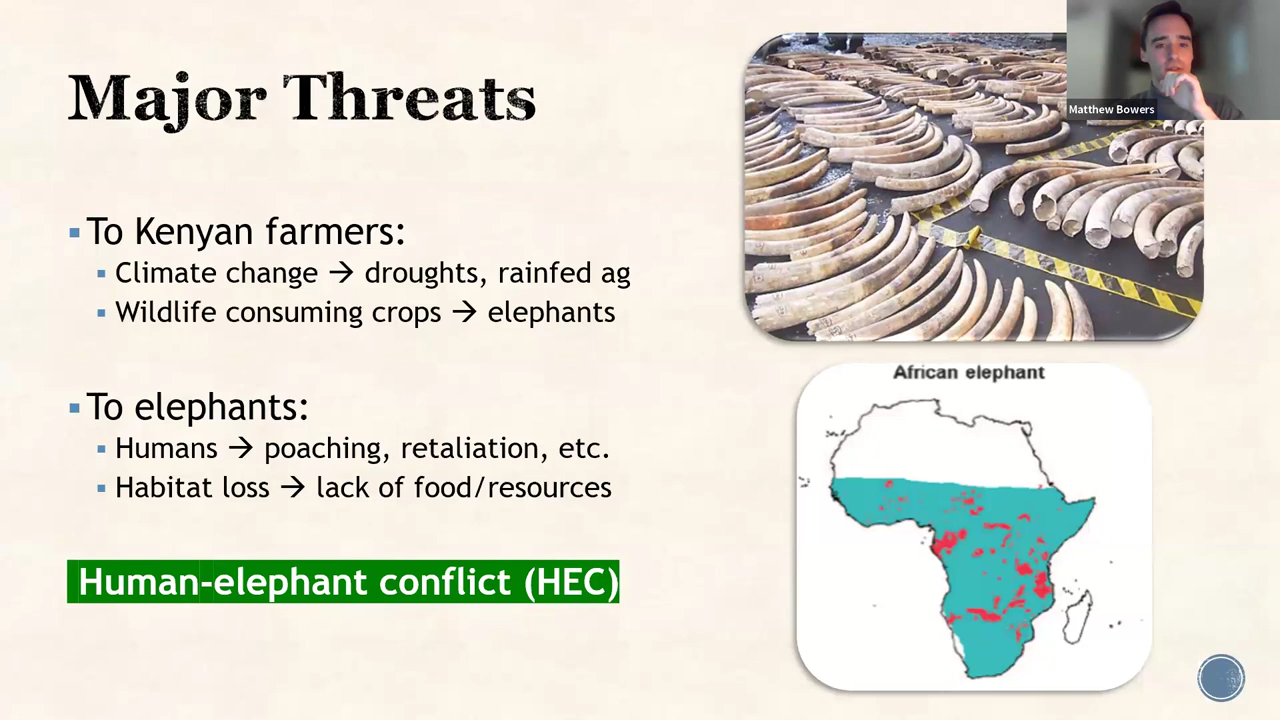 Major Threats
To Kenyan farmers:
Climate change → droughts, rainfed ag
Wildlife consuming crops → elephants
To elephants:
Humans → poaching, retaliation, etc.
Habitat loss → lack of food/resources
Human-elephant conflict (HEC)
Matthew Bowers
African elephant